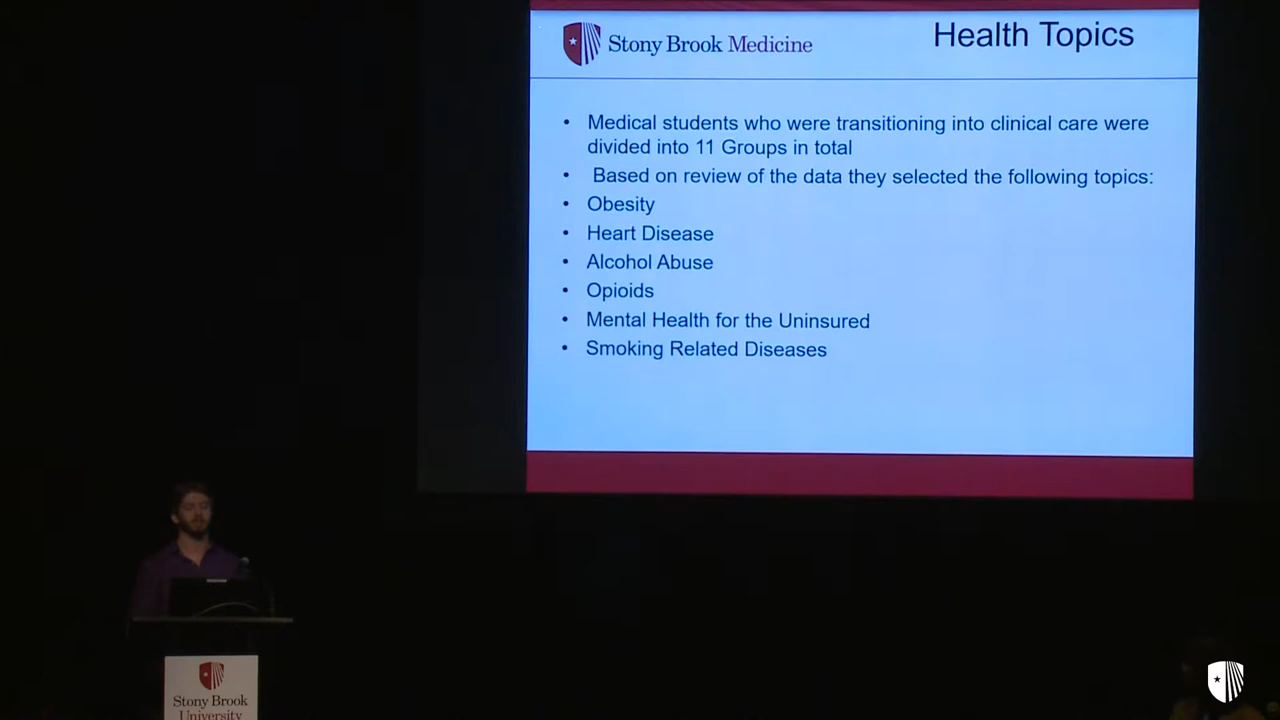 Stony Brook Medicine
Health Topics
• Medical students who were transitioning into clinical care were
divided into 11 Groups in total
• Based on review of the data they selected the following topics:
• Obesity
• Heart Disease
• Alcohol Abuse
• Opioids
• Mental Health for the Uninsured
• Smoking Related Diseases
Stony Brook
University